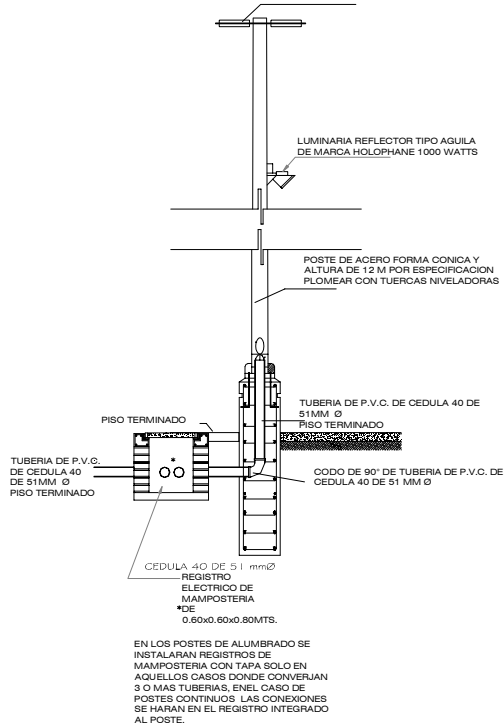 LUMINARIA REFLECTOR TIPO AGUILA
DE MARCA HOLOPHANE 1000 WATTS
POSTE DE ACERO FORMA CONICA Y
ALTURA DE 12 M POR ESPECIFICACION
PLOMEAR CON TUERCAS NIVELADORAS
TUBERIA DE P.V.C. DE CEDULA 40 DE
51MM Ø
PISO TERMINADO
PISO TERMINADO
TUBERIA DE P.V.C.
DE CEDULA 40
DE 51MM Ø
PISO TERMINADO
CODO DE 90° DE TUBERIA DE P.V.C. DE
CEDULA 40 DE 51 MM Ø
*
CEDULA 40 DE 51 mmØ
REGISTRO
ELECTRICO DE
MAMPOSTERIA
*DE
0.60x0.60x0.80MTS.
EN LOS POSTES DE ALUMBRADO SE
INSTALARAN REGISTROS DE
MAMPOSTERIA CON TAPA SOLO EN
AQUELLOS CASOS DONDE CONVERJAN
3 O MAS TUBERIAS, ENEL CASO DE
POSTES CONTINUOS LAS CONEXIONES
SE HARAN EN EL REGISTRO INTEGRADO
AL POSTE.